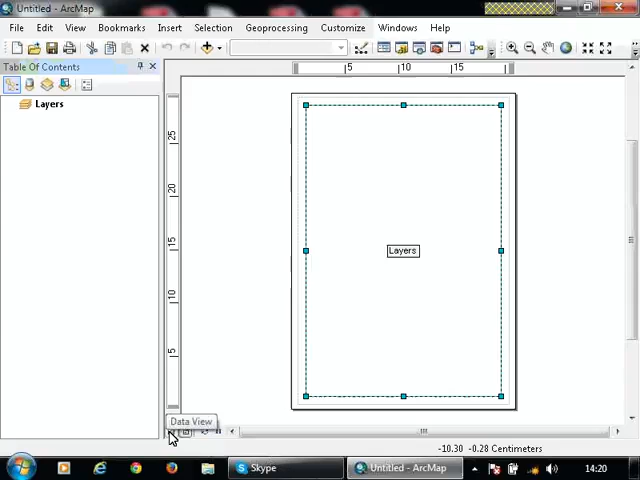 Untitled - ArcMap
File Edit View Bookmarks Insert Selection Geoprocessing Customize Windows Help
Table Of Contents
Layers
5 10 15
25
20
15
10
5
Layers
Data View
-10.30 -0.28 Centimeters
Skype
Untitled - ArcMap
14:20